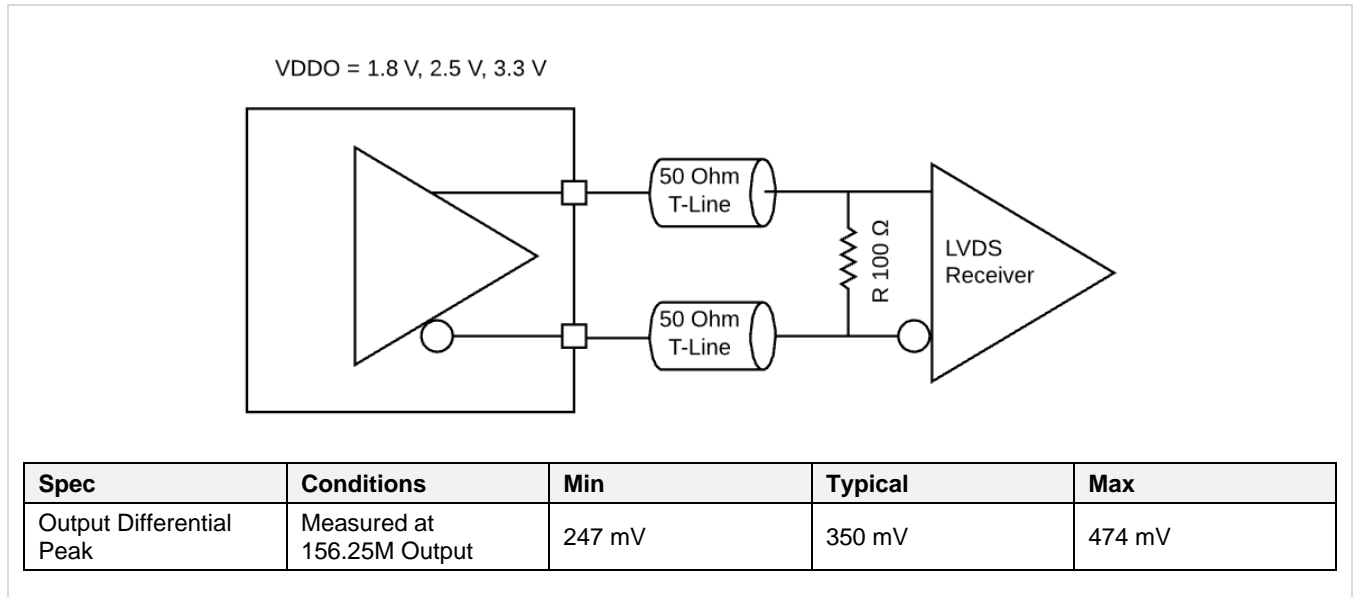 VDDO = 1.8 V, 2.5 V, 3.3 V
50 Ohm
T-Line
R 100 Ω
LVDS
Receiver
50 Ohm
T-Line
Spec Conditions Min Typical Max
Output Differential
Peak
Measured at
156.25M Output
247 mV
350 mV
474 mV